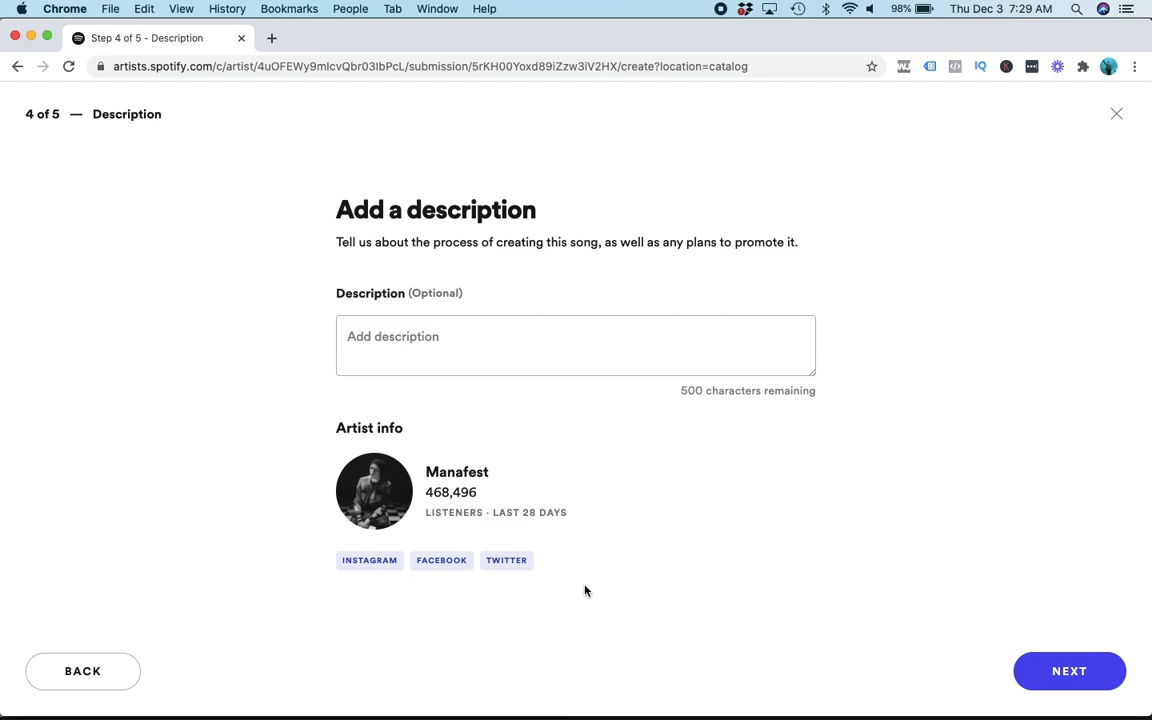 Chrome File Edit View History Bookmarks People Tab Window Help 98% Thu Dec 3 7:29 AM
Step 4 of 5 - Description
artists.spotify.com/c/artist/4uOFEWy9mIcvQbr03IbPcL/submission/5rKH00Yoxd89iZzw3iV2HX/create?location=catalog
4 of 5 — Description
Add a description
Tell us about the process of creating this song, as well as any plans to promote it.
Description (Optional)
Add description
500 characters remaining
Artist info
Manafest
468,496
LISTENERS · LAST 28 DAYS
INSTAGRAM FACEBOOK TWITTER
BACK NEXT